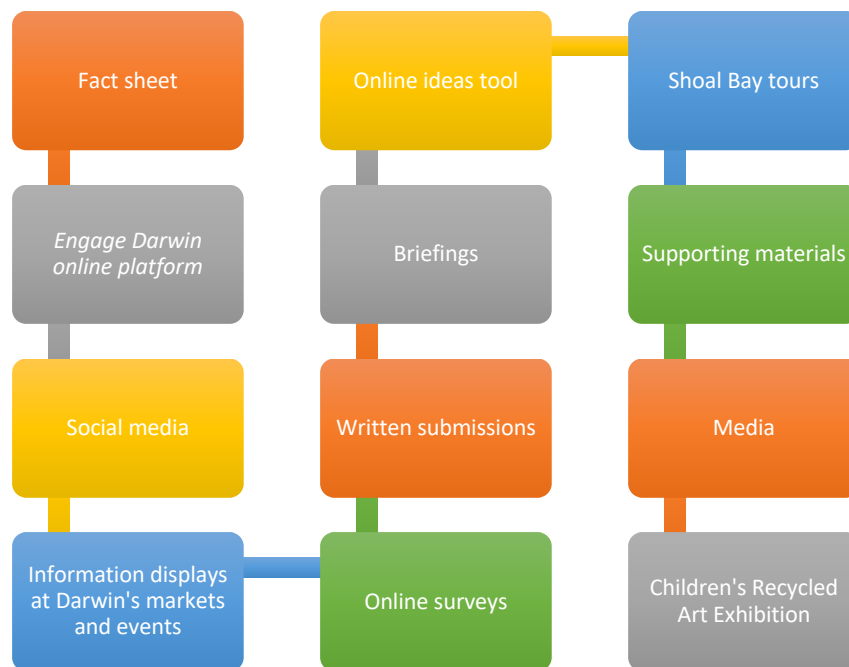 Fact sheet
Engage Darwin
online platform
Social media
Information displays
at Darwin's markets
and events
Online surveys
Written submissions
Briefings
Online ideas tool
Shoal Bay tours
Supporting materials
Media
Children's Recycled
Art Exhibition